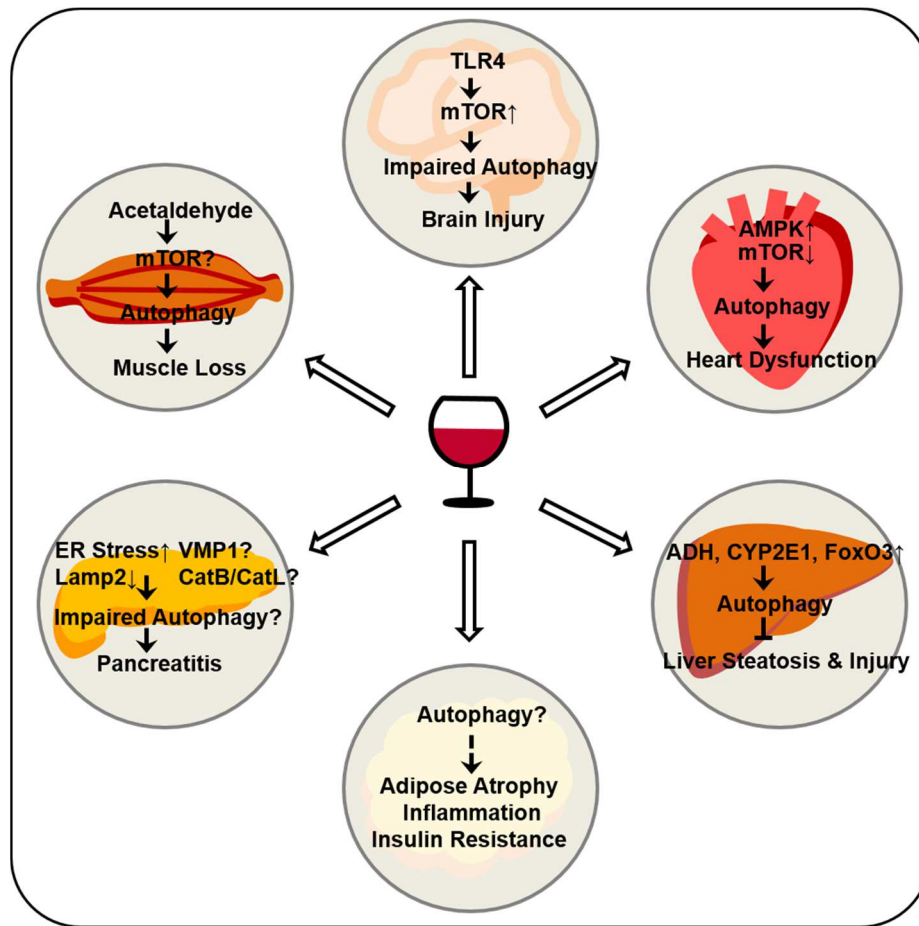 TLR4
mTOR↑
Impaired Autophagy
Brain Injury
Acetaldehyde
mTOR?
Autophagy
Muscle Loss
AMPK↑
mTOR↓
Autophagy
Heart Dysfunction
ER Stress↑ VMP1?
Lamp2↓ CatB/CatL?
Impaired Autophagy?
Pancreatitis
ADH, CYP2E1, FoxO3↑
Autophagy
Liver Steatosis & Injury
Autophagy?
Adipose Atrophy
Inflammation
Insulin Resistance